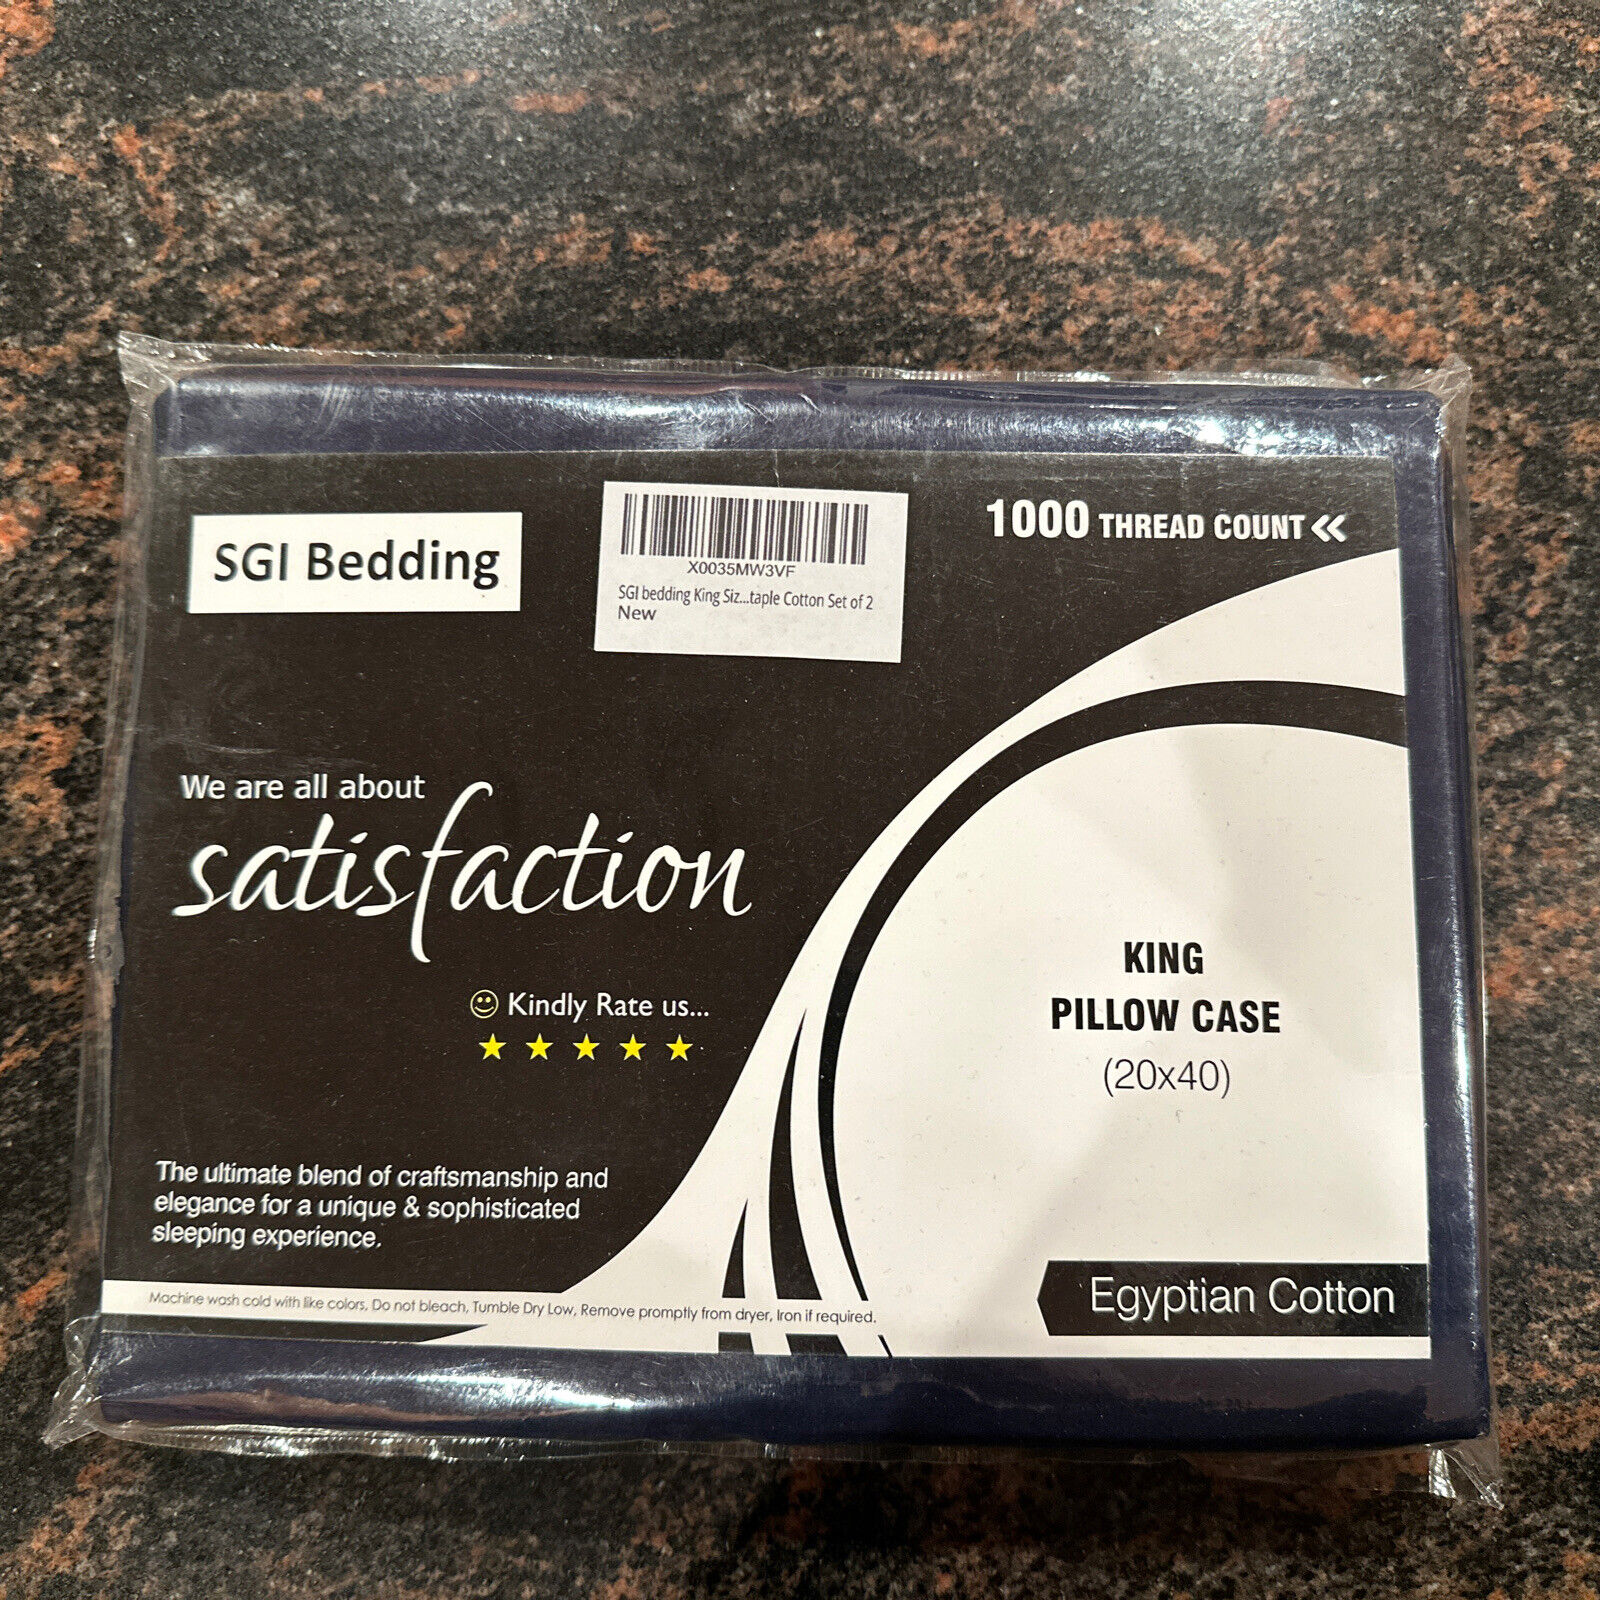 SGI Bedding
X0035MW3VF
SGI bedding King Siz...taple Cotton Set of 2
New
1000 THREAD COUNT
We are all about
satisfaction
Kindly Rate us...
KING
PILLOW CASE
(20x40)
The ultimate blend of craftsmanship and
elegance for a unique & sophisticated
sleeping experience.
Machine wash cold with like colors, Do not bleach, Tumble Dry Low, Remove promptly from dryer, Iron if required.
Egyptian Cotton